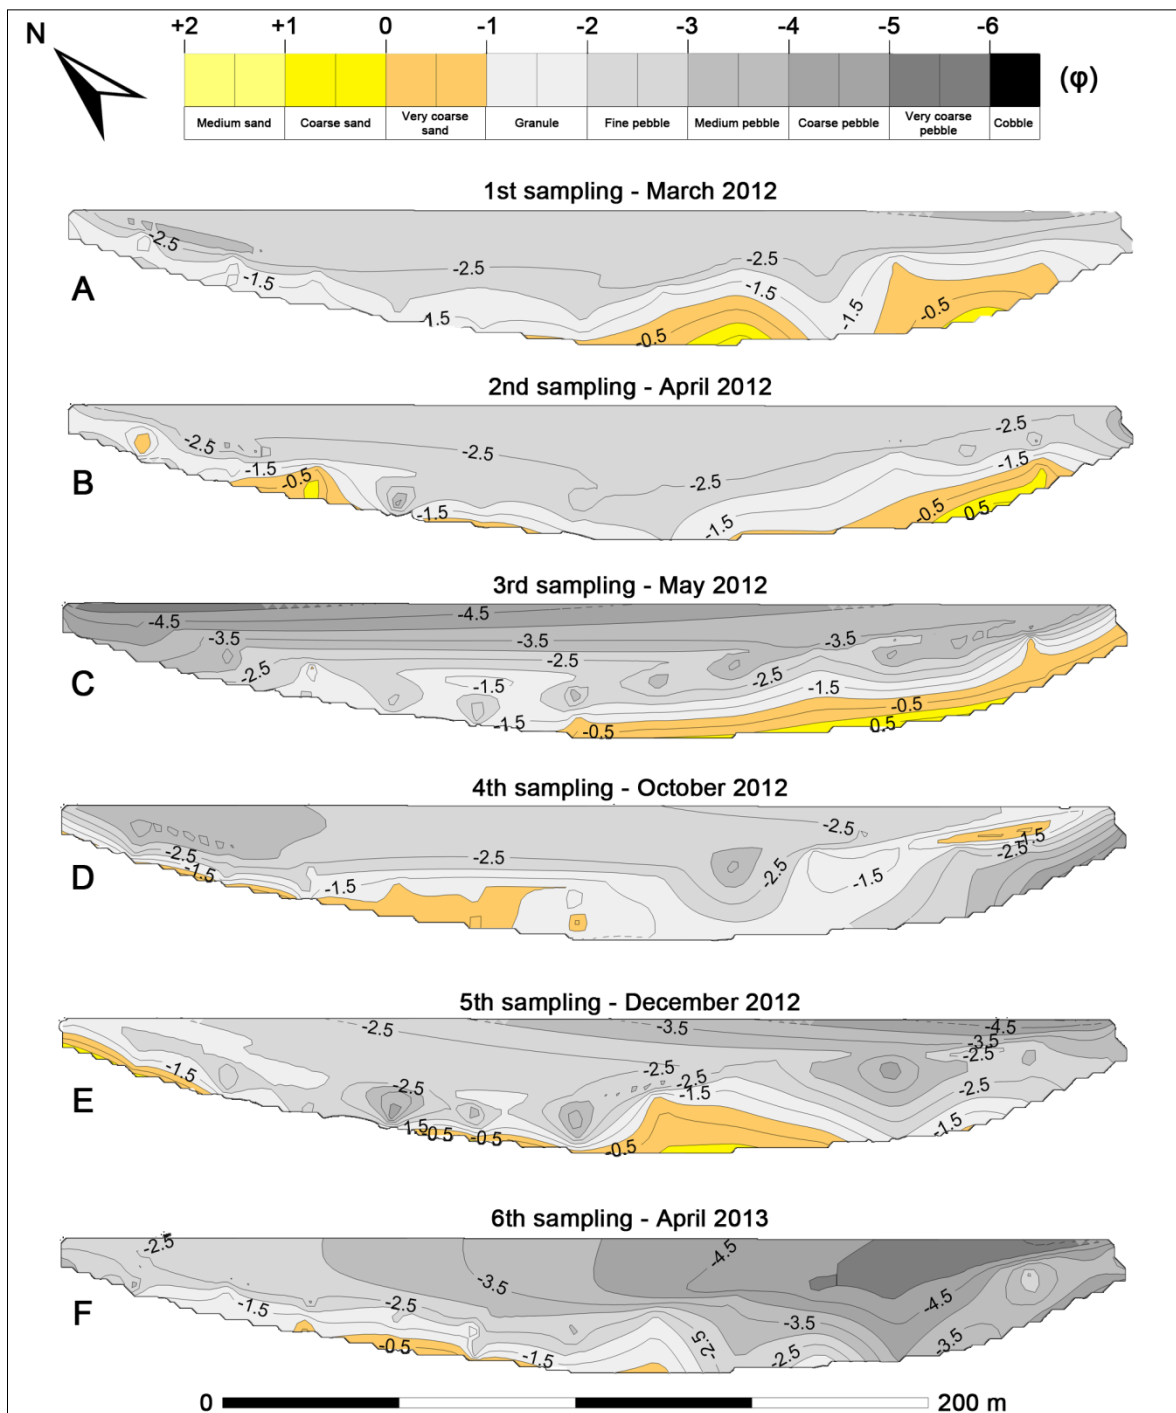 N
+2 +1 0 -1 -2 -3 -4 -5 -6
(φ)
Medium sand Coarse sand Very coarse sand Granule Fine pebble Medium pebble Coarse pebble Very coarse pebble Cobble
1st sampling - March 2012
-2.5 -2.5 -2.5
-1.5 -1.5 -1.5 -1.5
A
-0.5 -0.5
2nd sampling - April 2012
-2.5 -2.5 -2.5 -2.5
-1.5 -1.5
B
-0.5 -1.5 -1.5 -0.5 0.5
3rd sampling - May 2012
-4.5 -4.5
-3.5 -3.5 -3.5
-2.5 -2.5 -2.5
C
-1.5 -1.5
-1.5 -0.5 -0.5 0.5
4th sampling - October 2012
-2.5
-2.5 -2.5 -2.5 -1.5
-2.5
D
-1.5 -1.5 -1.5
5th sampling - December 2012
-2.5 -3.5 -4.5
-3.5
-2.5
-1.5 -2.5 -2.5
-2.5 -1.5 -2.5
E
1.5 -0.5 -0.5 -0.5 -1.5
6th sampling - April 2013
-2.5 -4.5
-3.5 -4.5
-1.5 -2.5 -3.5
F
-0.5 -1.5 -2.5 -2.5 -3.5
0 200 m